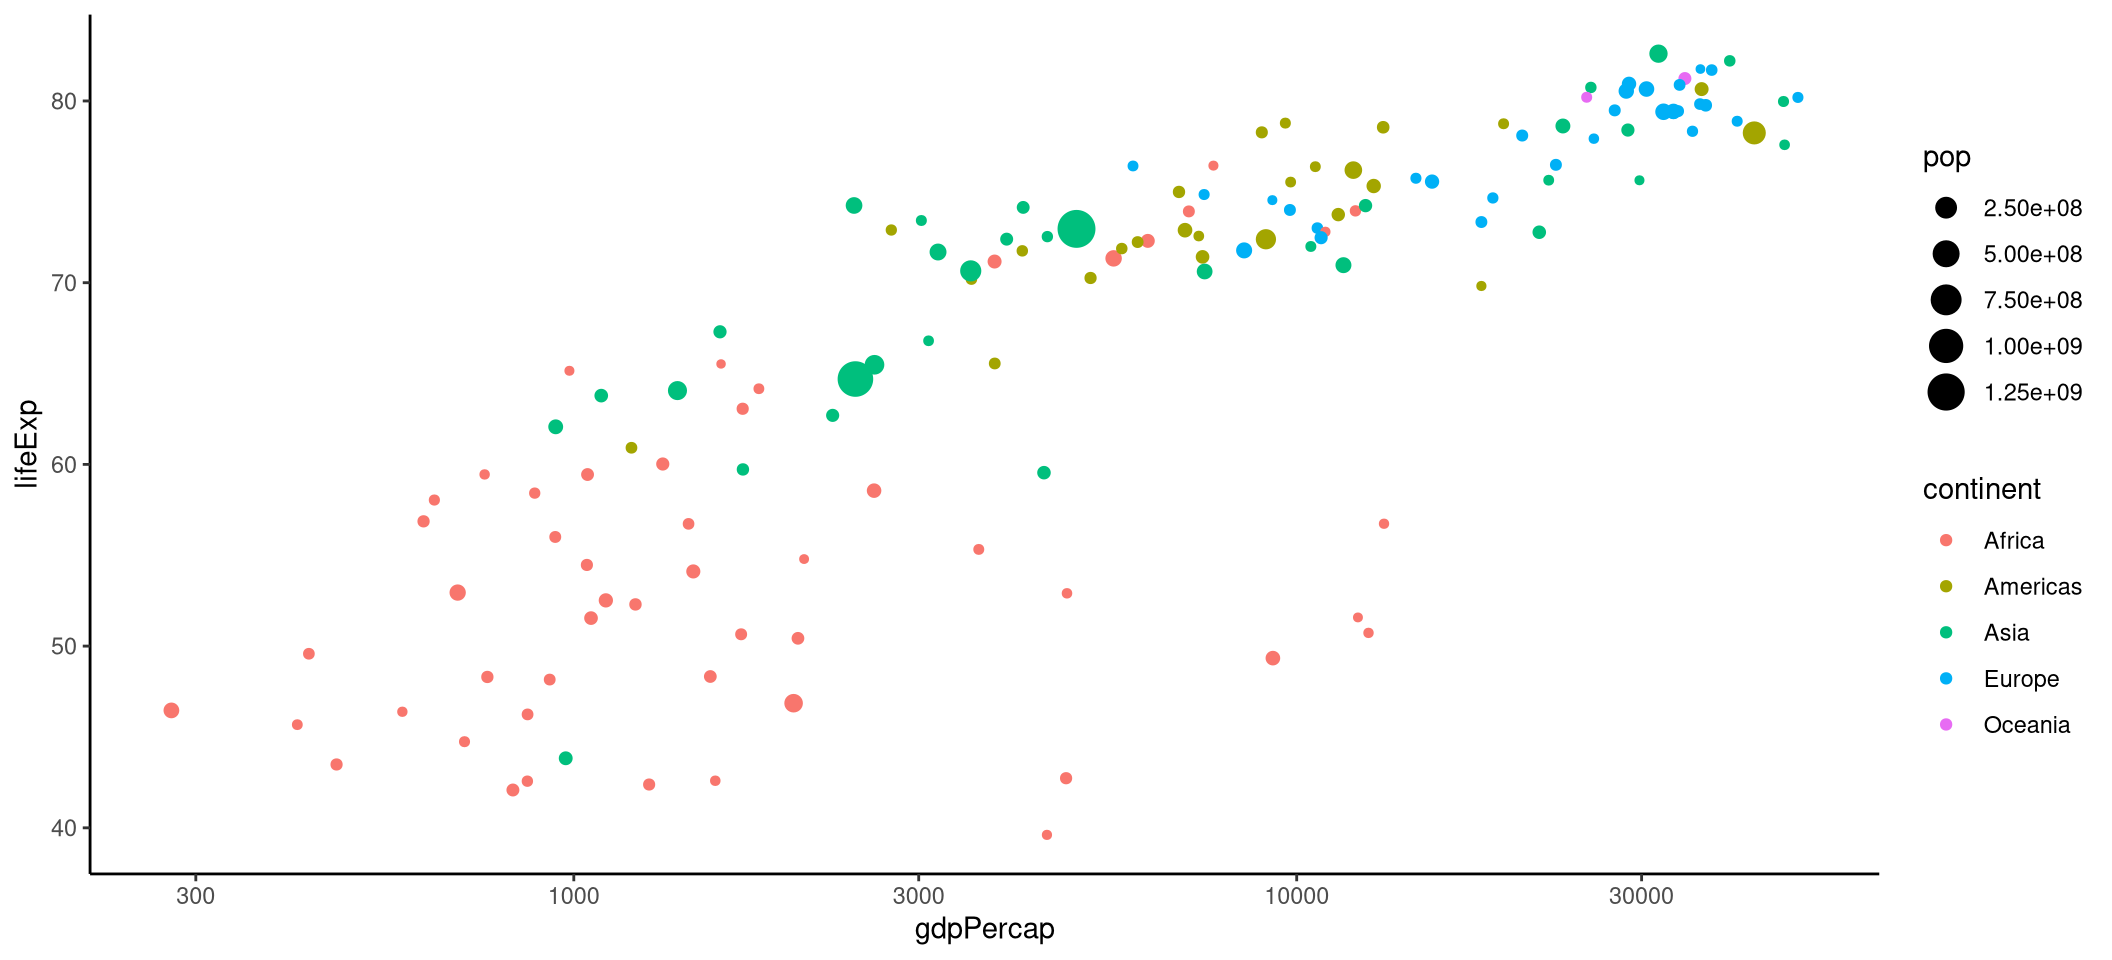 lifeExp
80
70
60
50
40
300
1000
3000
10000
30000
gdpPercap
pop
2.50e+08
5.00e+08
7.50e+08
1.00e+09
1.25e+09
continent
Africa
Americas
Asia
Europe
Oceania